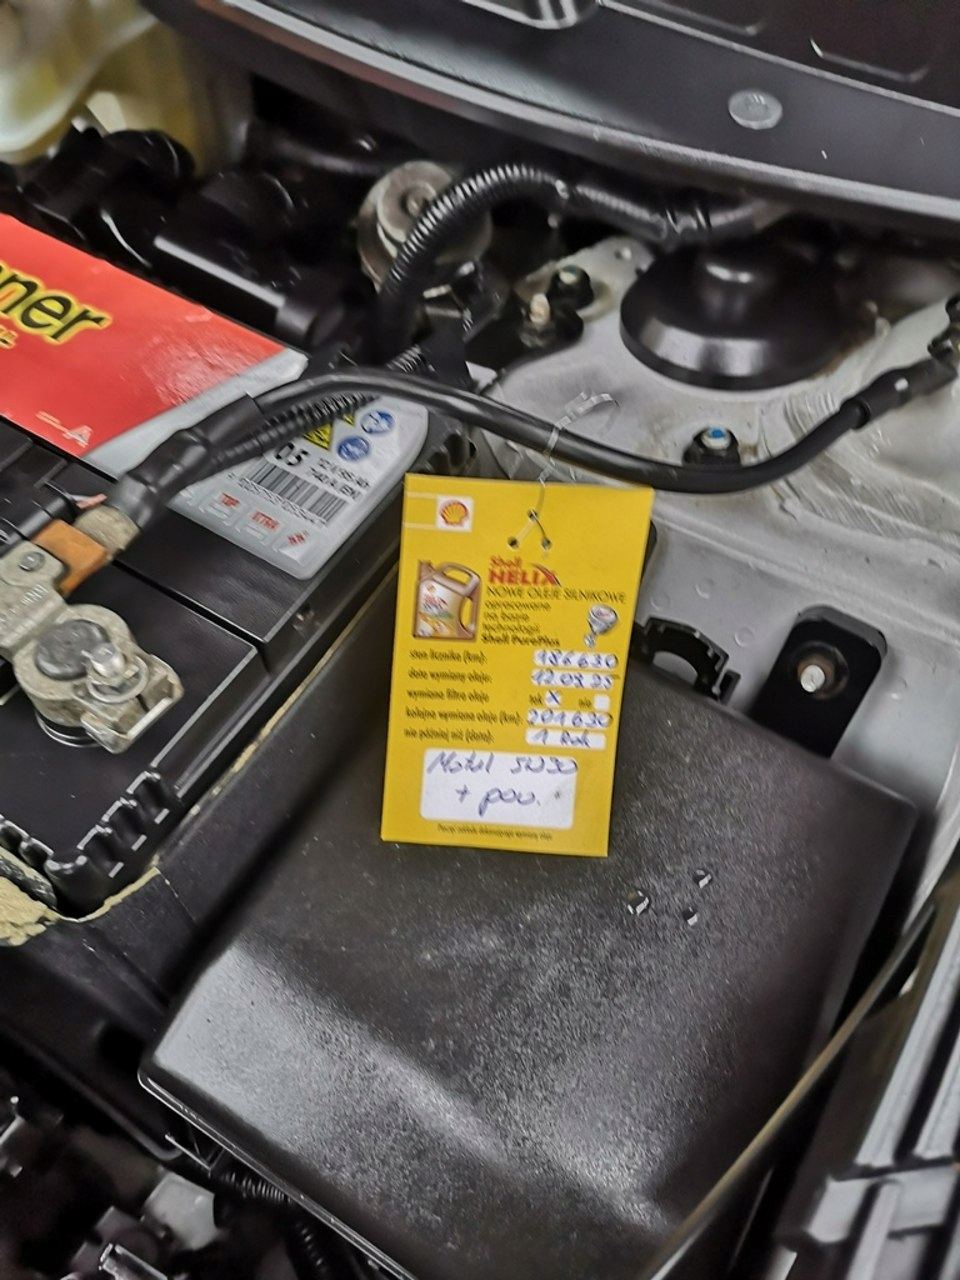 ner
Shell
HELIX
NOWE OLEJE SILNIKOWE
opracowane
na bazie
technologii
Shell PurePlus
stan licznika (km): 186630
data wymiany oleju: 12.03.25
wymiana filtra oleju tak X nie
kolejna wymiana oleju (km): 201630
nie później niż (data): 1 Rok
Motul 5W30
+ pow.